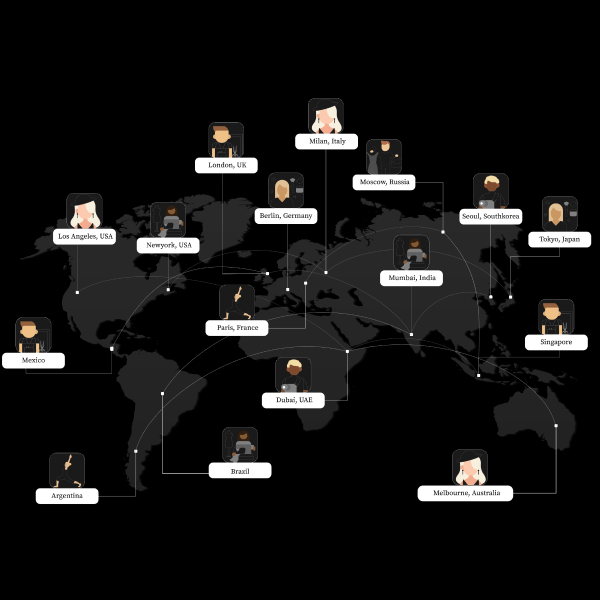 Milan, Italy
London, UK
Moscow, Russia
Berlin, Germany
Seoul, Southkorea
Los Angeles, USA
Newyork, USA
Tokyo, Japan
Mumbai, India
Paris, France
Singapore
Mexico
Dubai, UAE
Brazil
Argentina
Melbourne, Australia